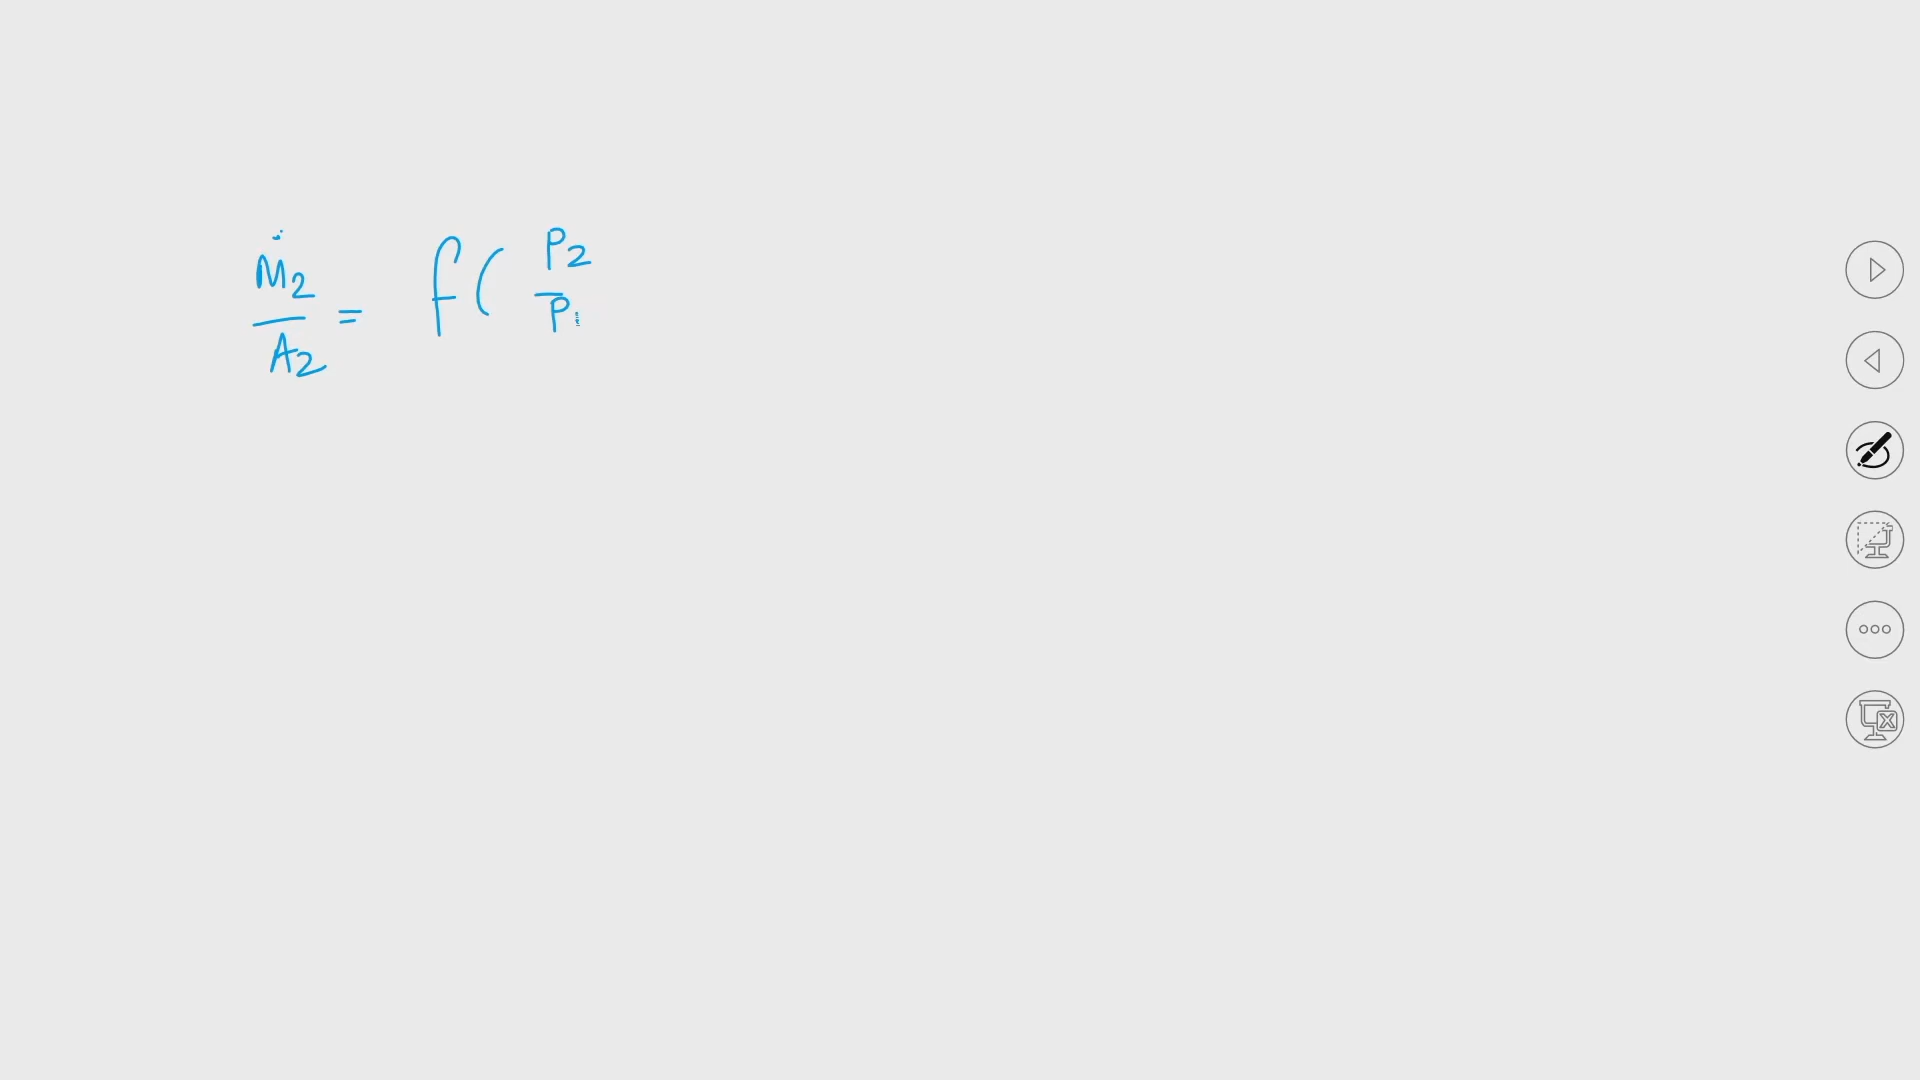 ṁ₂/A₂ = f( P₂/P₁